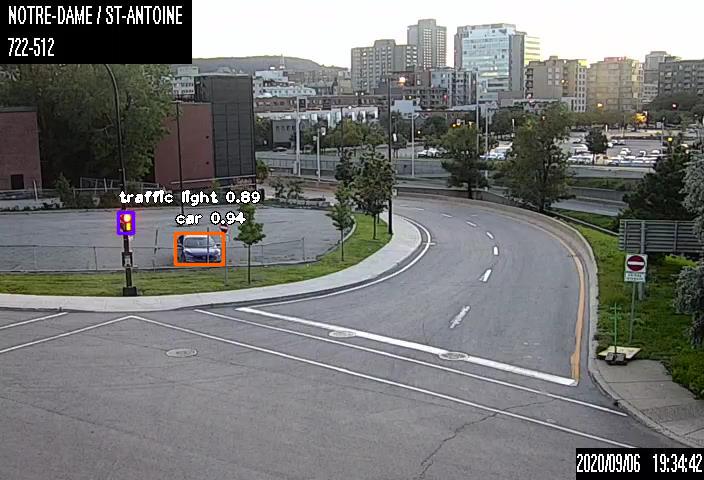 NOTRE-DAME / ST-ANTOINE
722-512
traffic light 0.89
car 0.94
2020/09/06 19:34:42